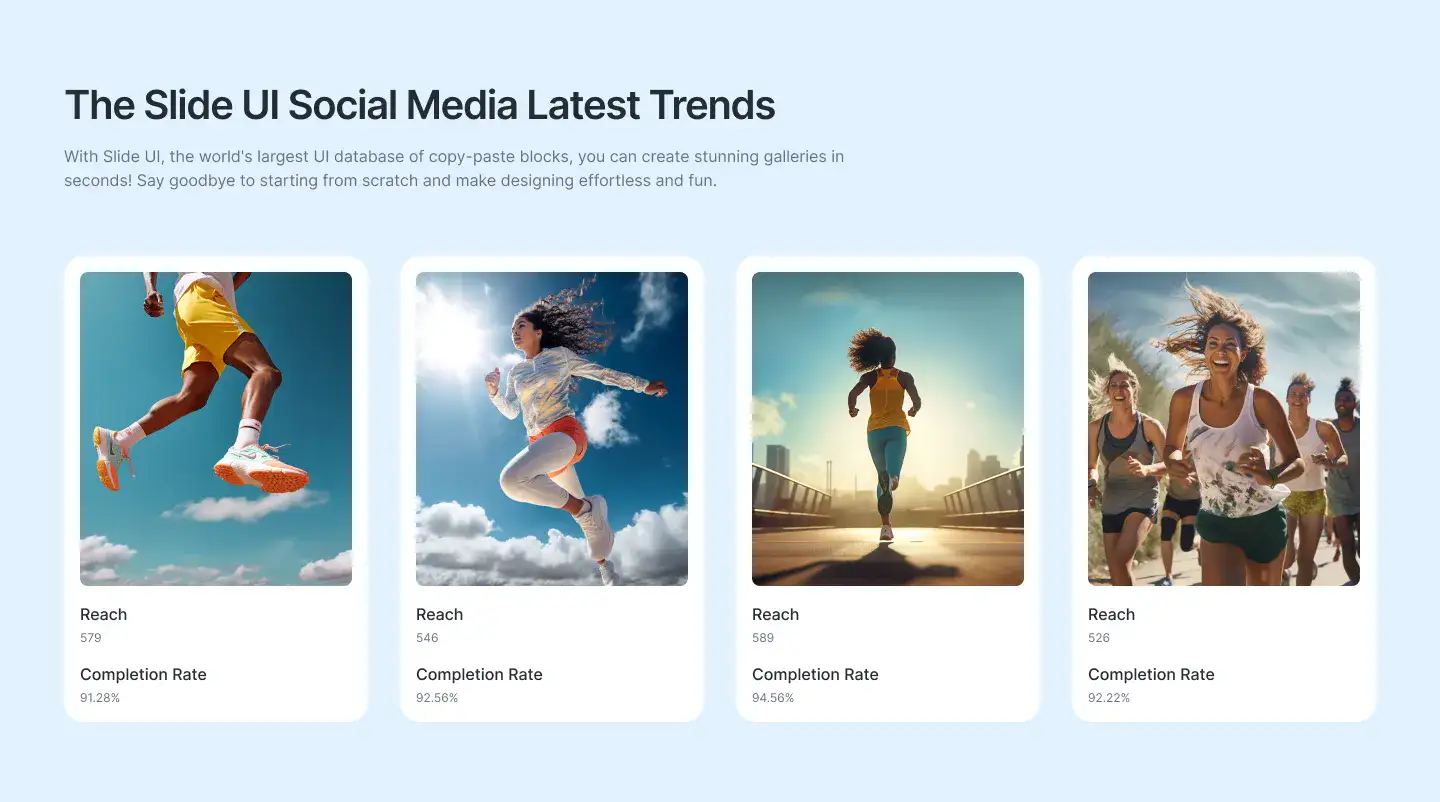 The Slide UI Social Media Latest Trends
With Slide UI, the world's largest UI database of copy-paste blocks, you can create stunning galleries in
seconds! Say goodbye to starting from scratch and make designing effortless and fun.
Reach
579
Completion Rate
91.28%
Reach
546
Completion Rate
92.56%
Reach
589
Completion Rate
94.56%
Reach
526
Completion Rate
92.22%